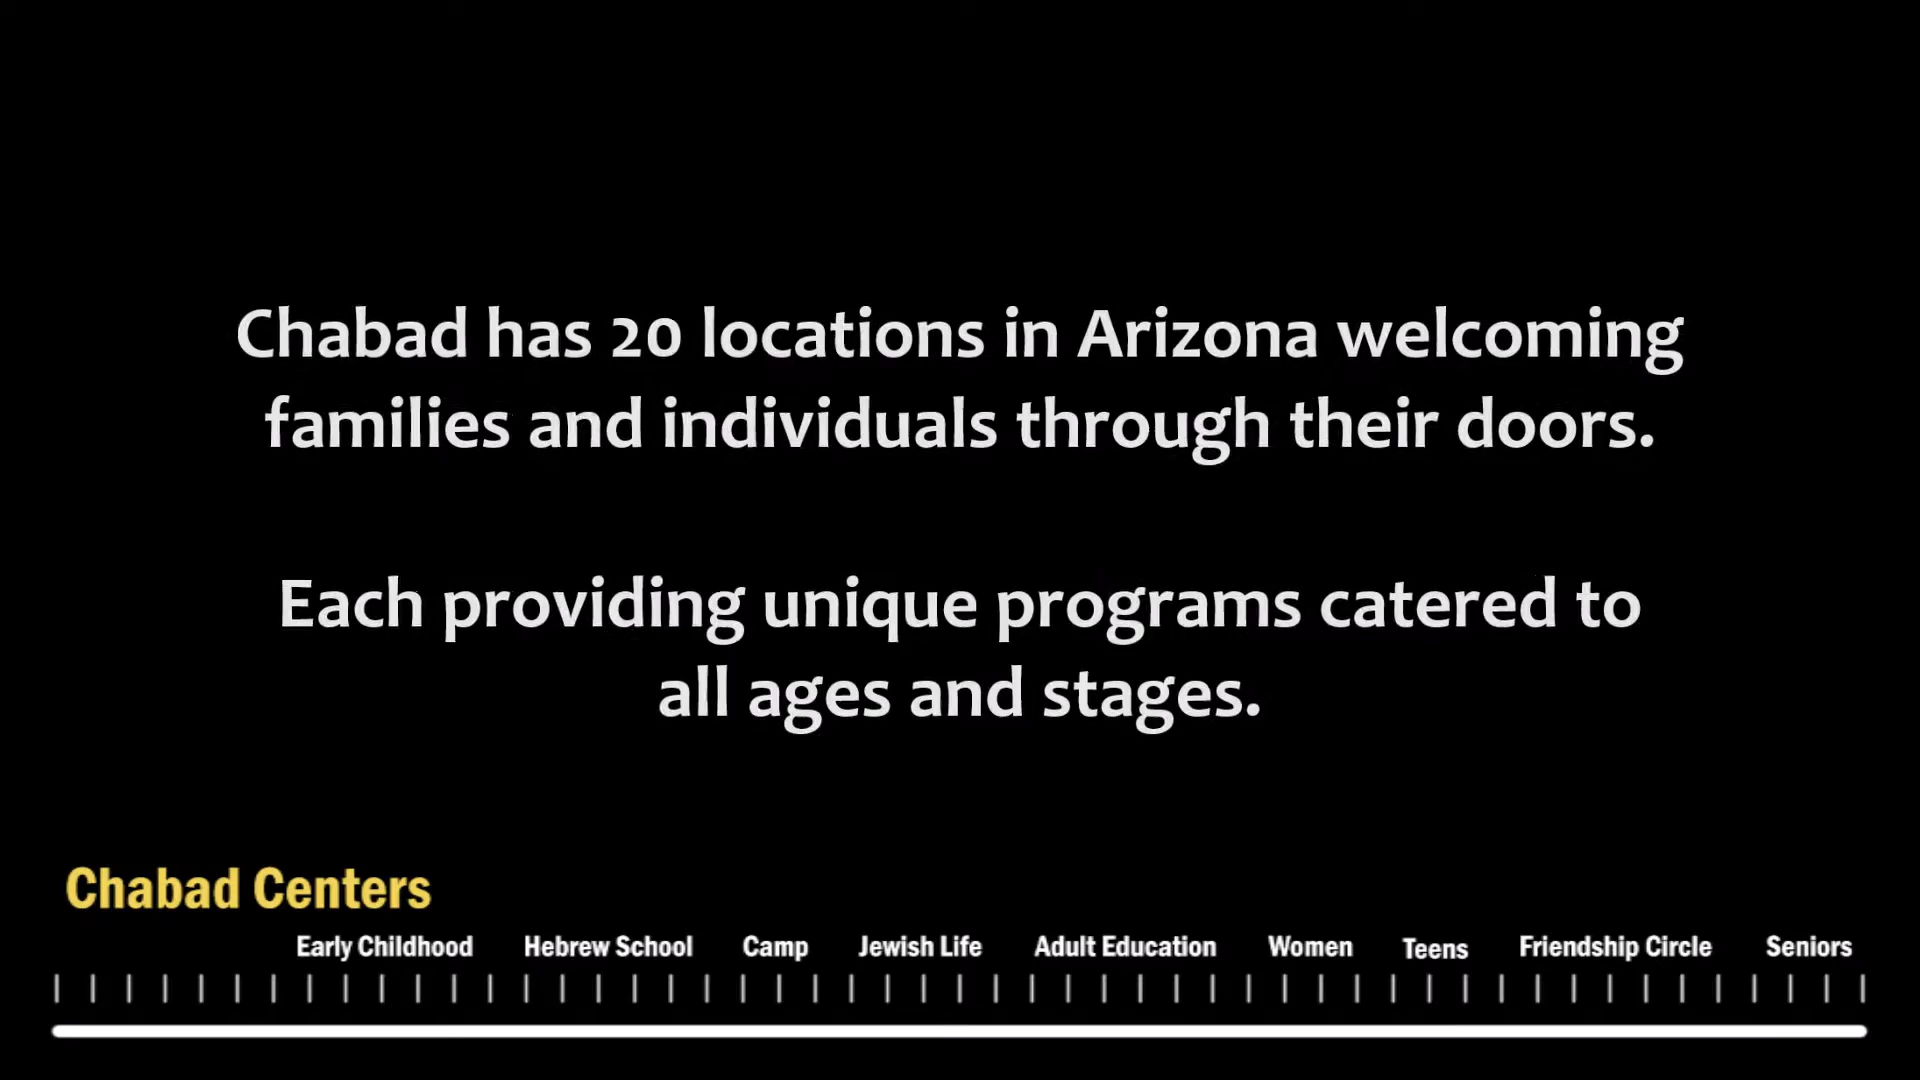 Chabad has 20 locations in Arizona welcoming
families and individuals through their doors.
Each providing unique programs catered to
all ages and stages.
Chabad Centers
Early Childhood Hebrew School Camp Jewish Life Adult Education Women Teens Friendship Circle Seniors